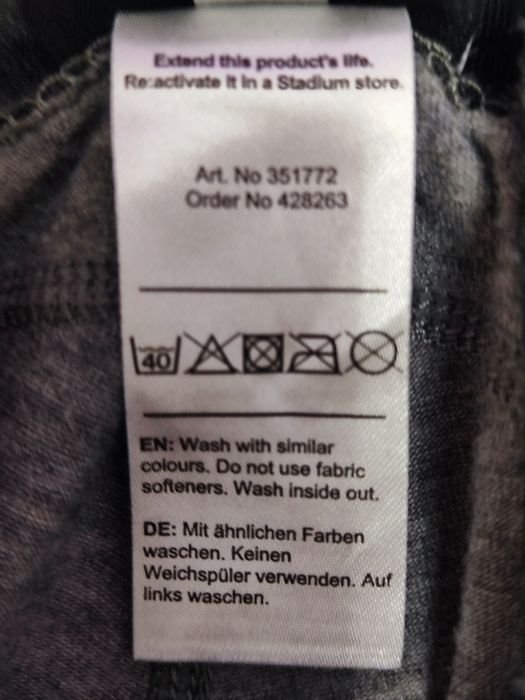 Extend this product's life.
Re:activate it in a Stadium store.
Art. No 351772
Order No 428263
40
EN: Wash with similar
colours. Do not use fabric
softeners. Wash inside out.
DE: Mit ähnlichen Farben
waschen. Keinen
Weichspüler verwenden. Auf
links waschen.